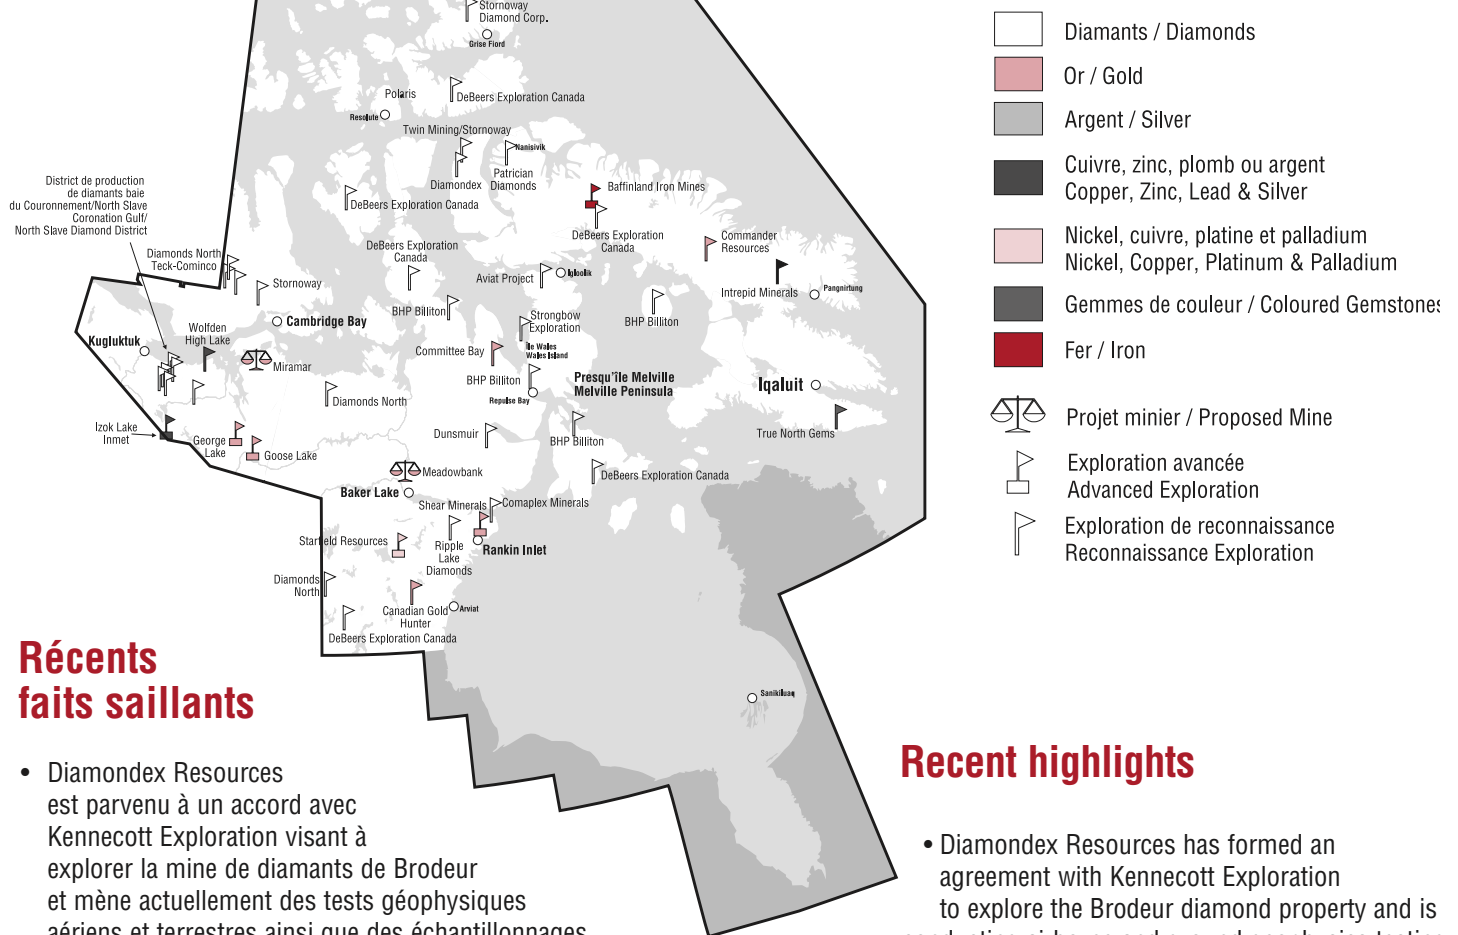 Stornoway
Diamond Corp.
Grise Fiord
Polaris
DeBeers Exploration Canada
Resolute
Twin Mining/Stornoway
Nanisivik
Diamondex
Patrician
Diamonds
Baffinland Iron Mines
DeBeers Exploration Canada
District de production
de diamants baie
du Couronnement/North Slave
Coronation Gulf/
North Slave Diamond District
DeBeers Exploration
Canada
DeBeers Exploration
Canada
Commander
Resources
Diamonds North
Teck-Cominco
Aviat Project
Igloolik
Stornoway
Intrepid Minerals
Pangnirtung
BHP Billiton
Strongbow
Exploration
BHP Billiton
Cambridge Bay
Wolfden
High Lake
Kugluktuk
Committee Bay
Île Wales
Wales Island
Miramar
BHP Billiton
Presqu'île Melville
Melville Peninsula
Iqaluit
Repulse Bay
Diamonds North
Izok Lake
Inmet
George
Lake
Goose Lake
Dunsmuir
BHP Billiton
True North Gems
Meadowbank
DeBeers Exploration Canada
Baker Lake
Shear Minerals
Comaplex Minerals
Starfield Resources
Ripple
Lake
Diamonds
Rankin Inlet
Diamonds
North
Canadian Gold
Hunter
Arviat
DeBeers Exploration Canada
Sanikiluaq
Diamants / Diamonds
Or / Gold
Argent / Silver
Cuivre, zinc, plomb ou argent
Copper, Zinc, Lead & Silver
Nickel, cuivre, platine et palladium
Nickel, Copper, Platinum & Palladium
Gemmes de couleur / Coloured Gemstones
Fer / Iron
Projet minier / Proposed Mine
Exploration avancée
Advanced Exploration
Exploration de reconnaissance
Reconnaissance Exploration
Récents
faits saillants
• Diamondex Resources
est parvenu à un accord avec
Kennecott Exploration visant à
explorer la mine de diamants de Brodeur
et mène actuellement des tests géophysiques
aériens et terrestres ainsi que des échantillonnages
Recent highlights
• Diamondex Resources has formed an
agreement with Kennecott Exploration
to explore the Brodeur diamond property and is